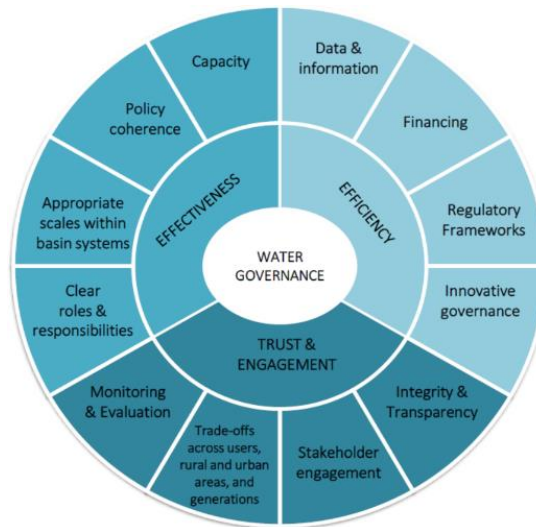 Capacity
Data &
information
Policy
coherence
Financing
Appropriate
scales within
basin systems
EFFECTIVENESS
EFFICIENCY
Regulatory
Frameworks
WATER
GOVERNANCE
Clear
roles &
responsibilities
Innovative
governance
TRUST &
ENGAGEMENT
Monitoring
& Evaluation
Integrity &
Transparency
Trade-offs
across users,
rural and urban
areas, and
generations
Stakeholder
engagement